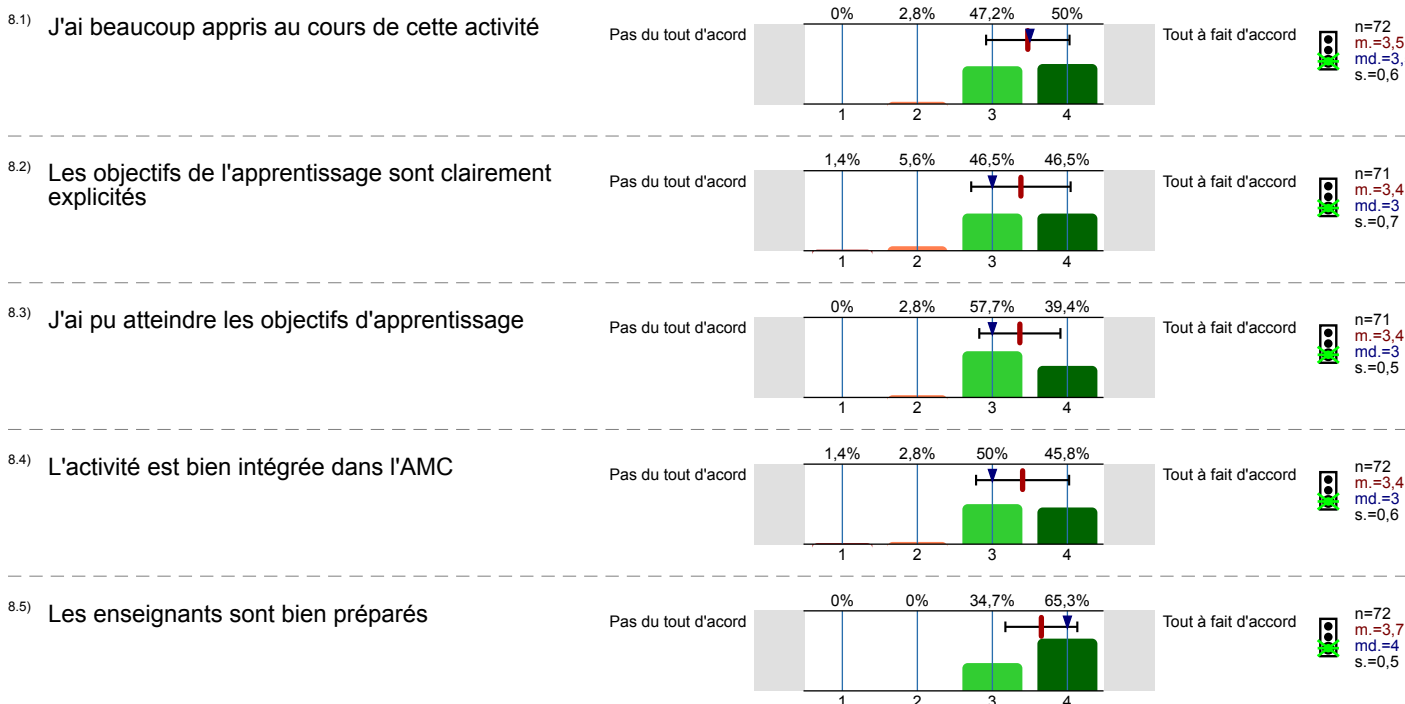 8.1) J'ai beaucoup appris au cours de cette activité
0% 2,8% 47,2% 50%
Pas du tout d'acord
Tout à fait d'accord
1 2 3 4
n=72
m.=3,5
md.=3,
s.=0,6
8.2) Les objectifs de l'apprentissage sont clairement
explicités
1,4% 5,6% 46,5% 46,5%
Pas du tout d'acord
Tout à fait d'accord
1 2 3 4
n=71
m.=3,4
md.=3
s.=0,7
8.3) J'ai pu atteindre les objectifs d'apprentissage
0% 2,8% 57,7% 39,4%
Pas du tout d'acord
Tout à fait d'accord
1 2 3 4
n=71
m.=3,4
md.=3
s.=0,5
8.4) L'activité est bien intégrée dans l'AMC
1,4% 2,8% 50% 45,8%
Pas du tout d'acord
Tout à fait d'accord
1 2 3 4
n=72
m.=3,4
md.=3
s.=0,6
8.5) Les enseignants sont bien préparés
0% 0% 34,7% 65,3%
Pas du tout d'acord
Tout à fait d'accord
1 2 3 4
n=72
m.=3,7
md.=4
s.=0,5